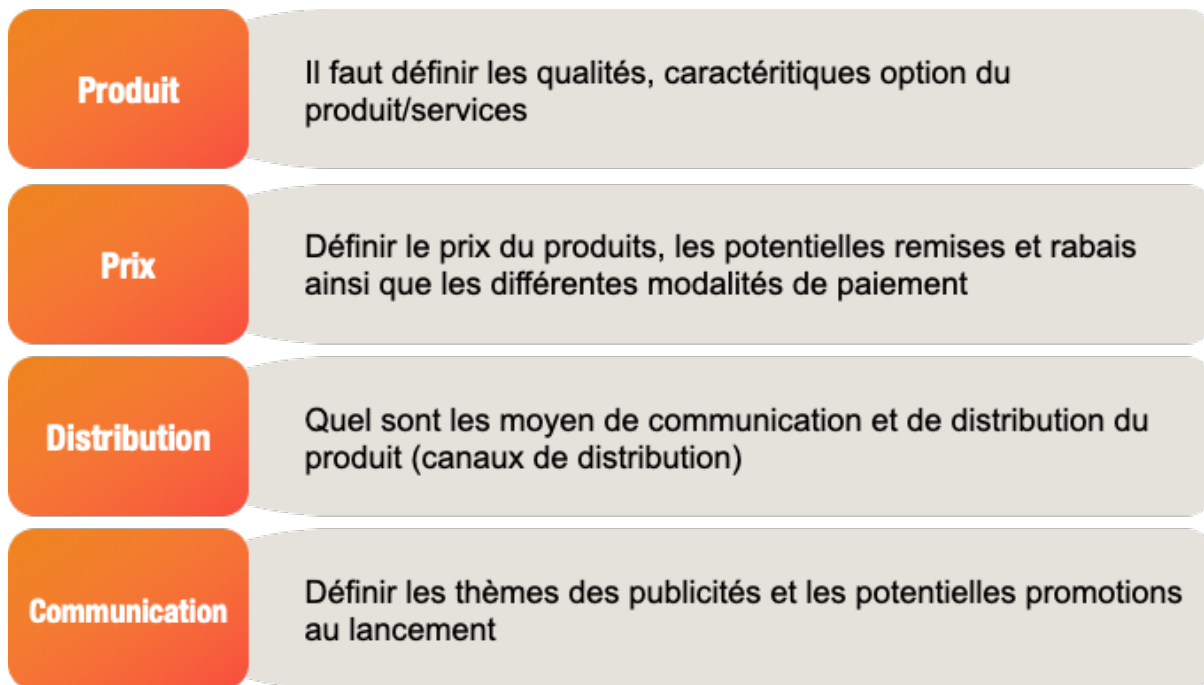 Produit
Il faut définir les qualités, caractéritiques option du
produit/services
Prix
Définir le prix du produits, les potentielles remises et rabais
ainsi que les différentes modalités de paiement
Distribution
Quel sont les moyen de communication et de distribution du
produit (canaux de distribution)
Communication
Définir les thèmes des publicités et les potentielles promotions
au lancement